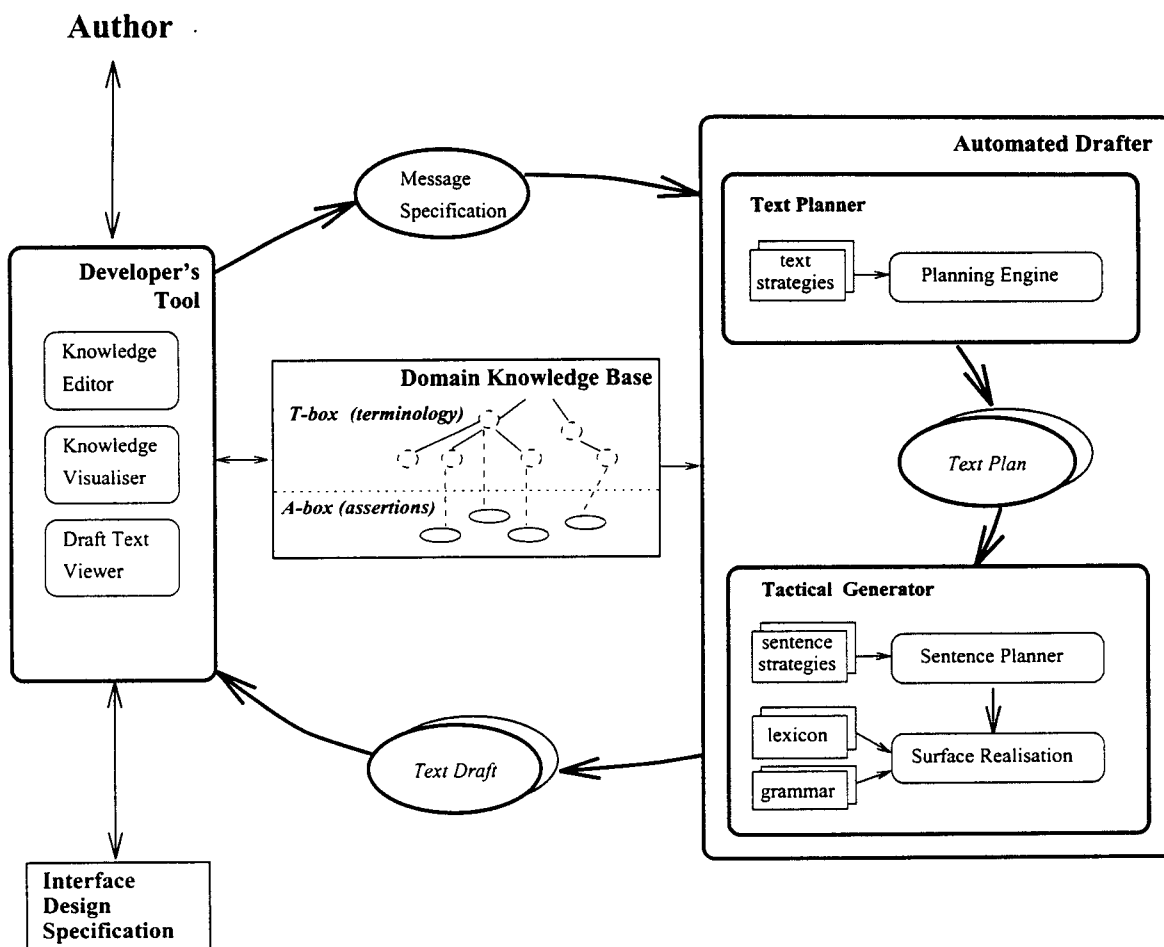 Author
Message
Specification
Automated Drafter
Text Planner
text
strategies
Planning Engine
Developer's
Tool
Knowledge
Editor
Knowledge
Visualiser
Draft Text
Viewer
Domain Knowledge Base
T-box (terminology)
A-box (assertions)
Text Plan
Tactical Generator
sentence
strategies
Sentence Planner
lexicon
Surface Realisation
grammar
Text Draft
Interface
Design
Specification